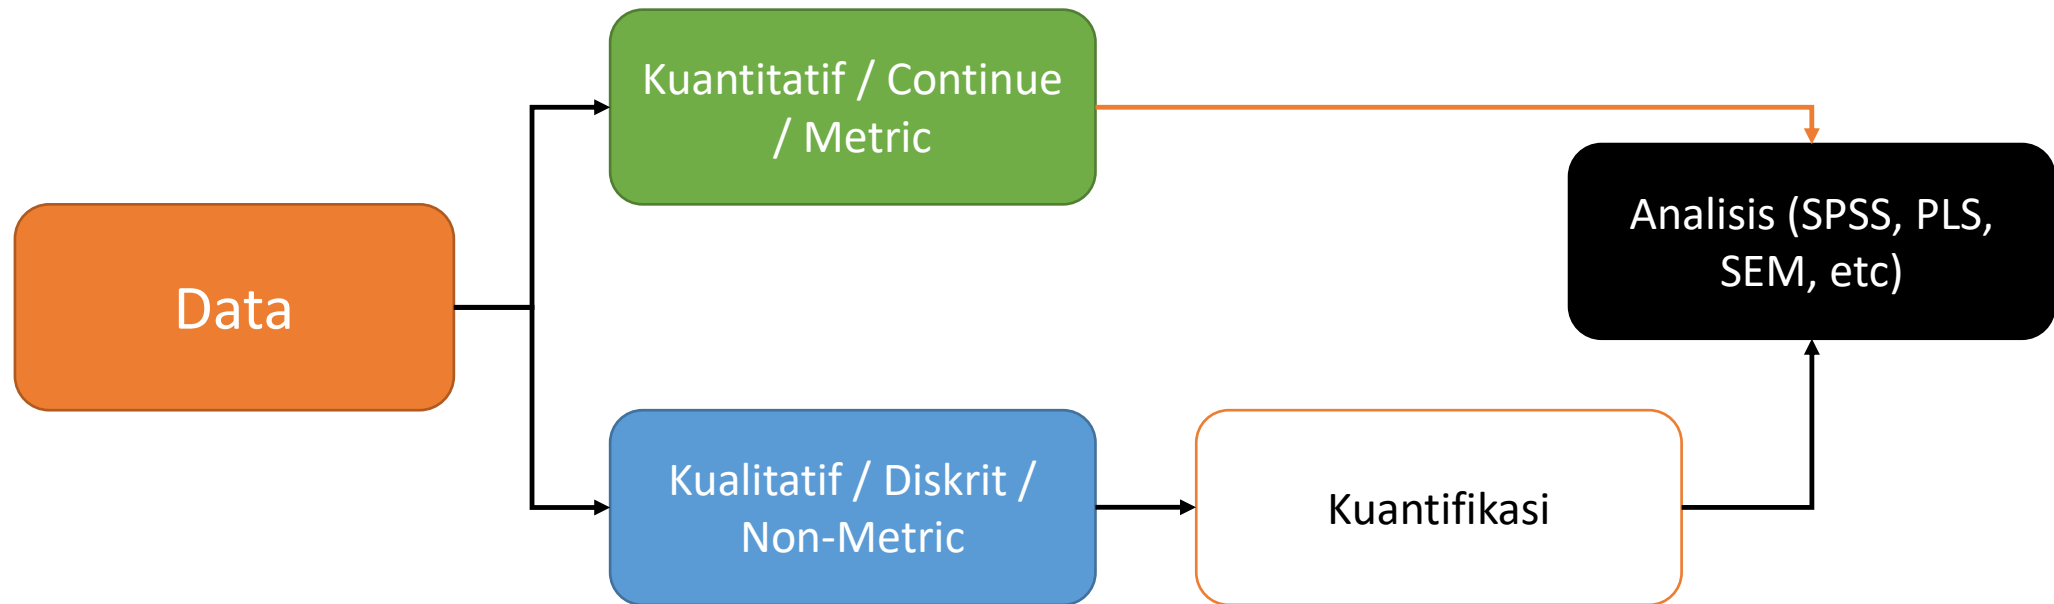 Kuantitatif / Continue
/ Metric
Analisis (SPSS, PLS,
SEM, etc)
Data
Kualitatif / Diskrit /
Non-Metric
Kuantifikasi